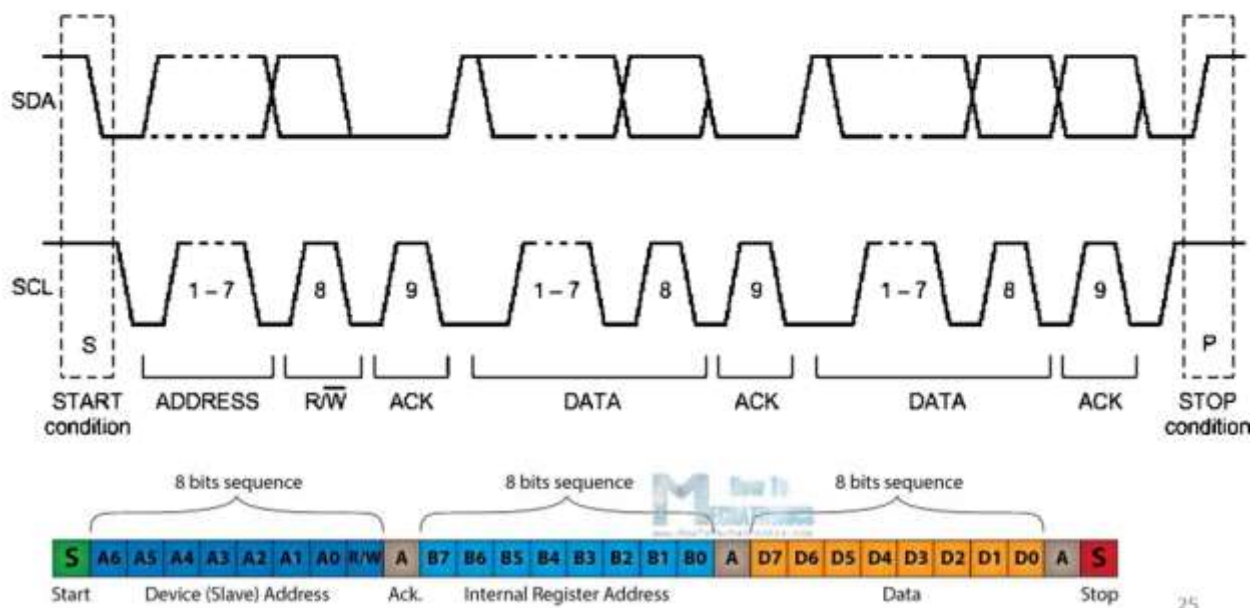 SDA
SCL
1 – 7 8 9 1 – 7 8 9 1 – 7 8 9
S P
START condition ADDRESS R/W̅ ACK DATA ACK DATA ACK STOP condition
8 bits sequence 8 bits sequence 8 bits sequence
How To
MECHATRONICS
S A6 A5 A4 A3 A2 A1 A0 R/W A B7 B6 B5 B4 B3 B2 B1 B0 A D7 D6 D5 D4 D3 D2 D1 D0 A S
Start Device (Slave) Address Ack. Internal Register Address Data Stop
25